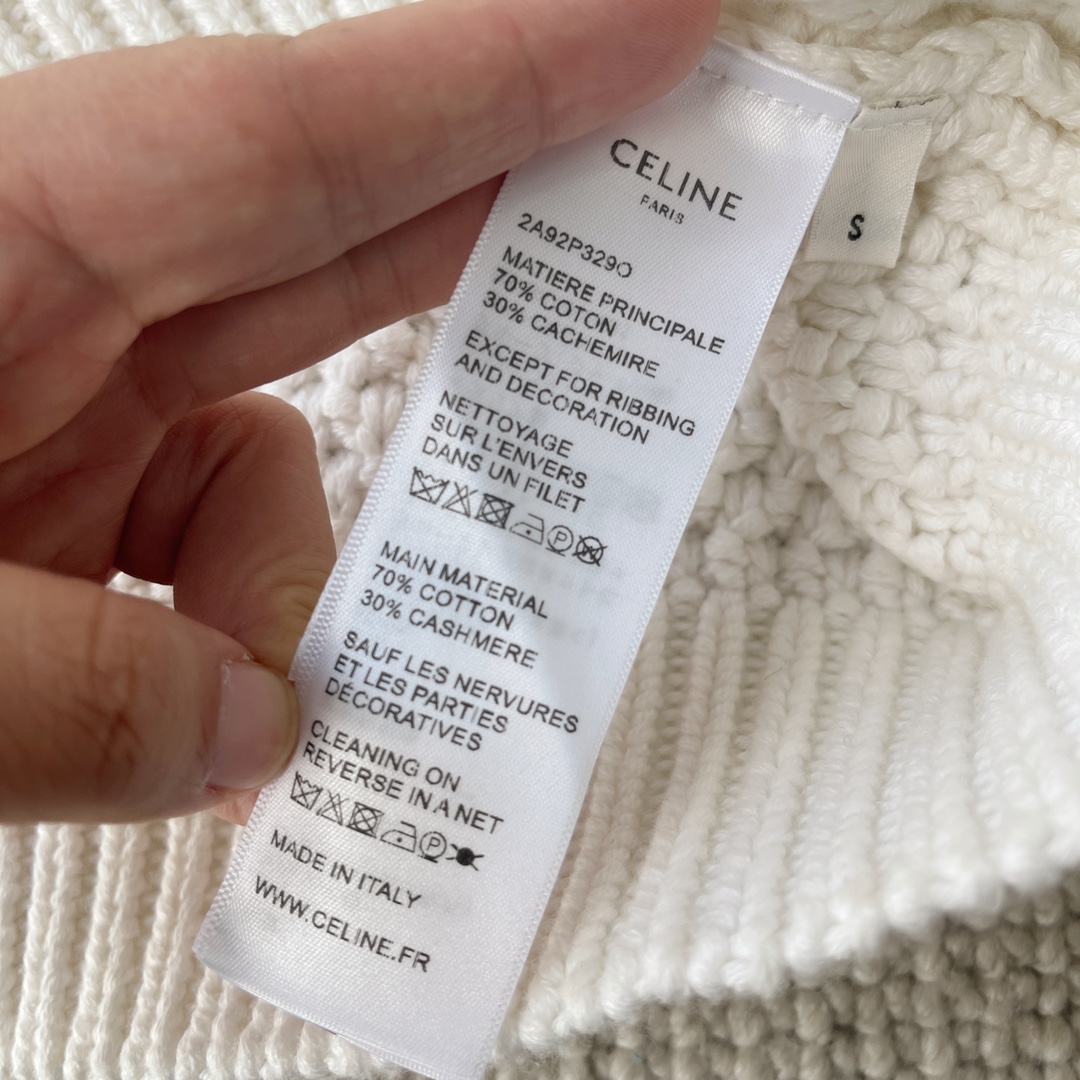 CELINE
PARIS
2A92P329O
MATIERE PRINCIPALE
70% COTON
30% CACHEMIRE
EXCEPT FOR RIBBING
AND DECORATION
NETTOYAGE
SUR L'ENVERS
DANS UN FILET
P
W
MAIN MATERIAL
70% COTTON
30% CASHMERE
SAUF LES NERVURES
ET LES PARTIES
DÉCORATIVES
CLEANING ON
REVERSE IN A NET
P
MADE IN ITALY
WWW.CELINE.FR
S